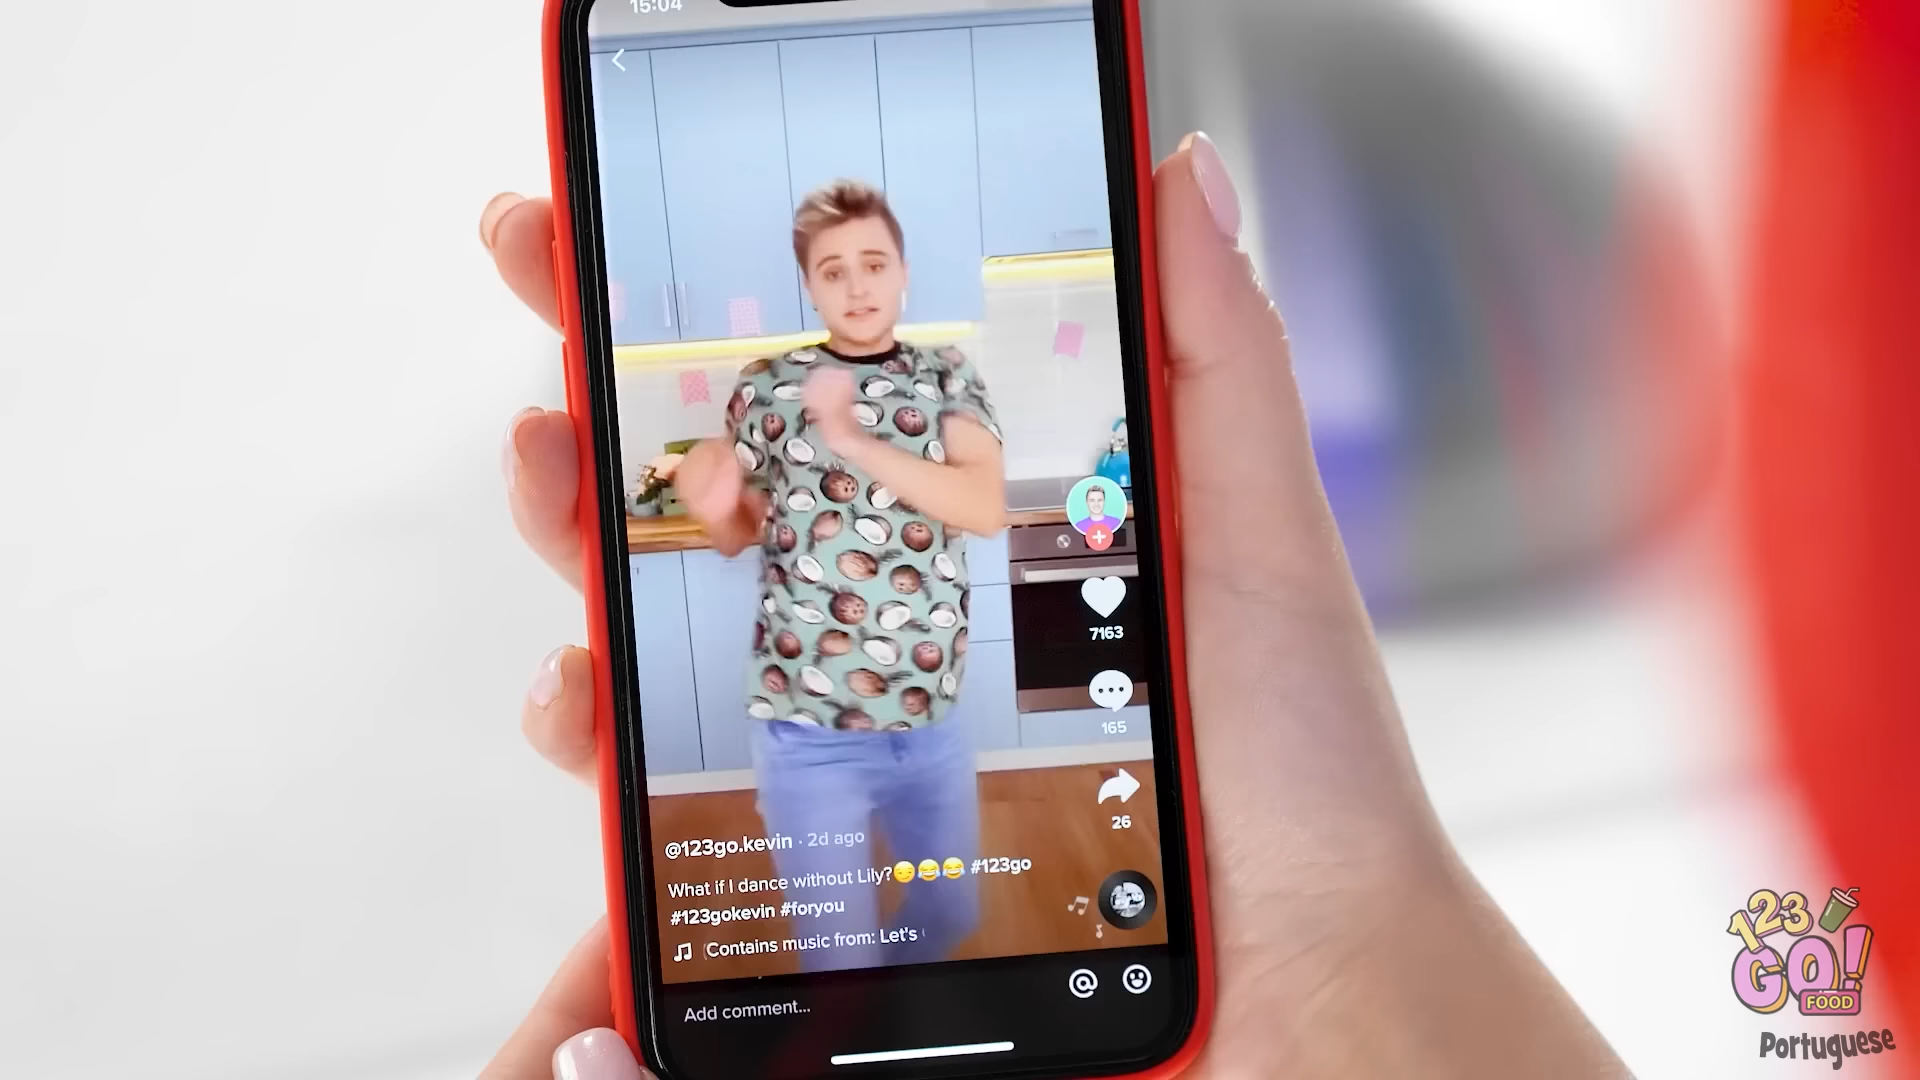 15:04
7163
165
26
@123go.kevin · 2d ago
What if I dance without Lily?😏😂😂 #123go
#123gokevin #foryou
(Contains music from: Let's
Add comment...
123
GO!
FOOD
Portuguese